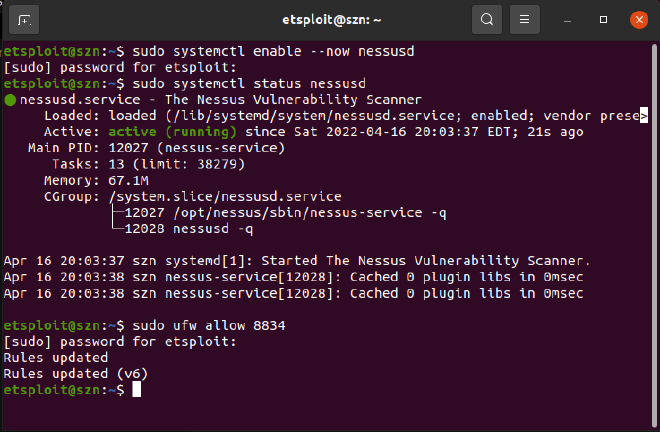 etsploit@szn: ~
etsploit@szn:~$ sudo systemctl enable --now nessusd
[sudo] password for etsploit:
etsploit@szn:~$ sudo systemctl status nessusd
● nessusd.service - The Nessus Vulnerability Scanner
     Loaded: loaded (/lib/systemd/system/nessusd.service; enabled; vendor prese>
     Active: active (running) since Sat 2022-04-16 20:03:37 EDT; 21s ago
   Main PID: 12027 (nessus-service)
      Tasks: 13 (limit: 38279)
     Memory: 67.1M
     CGroup: /system.slice/nessusd.service
             ├─12027 /opt/nessus/sbin/nessus-service -q
             └─12028 nessusd -q
Apr 16 20:03:37 szn systemd[1]: Started The Nessus Vulnerability Scanner.
Apr 16 20:03:38 szn nessus-service[12028]: Cached 0 plugin libs in 0msec
Apr 16 20:03:38 szn nessus-service[12028]: Cached 0 plugin libs in 0msec
etsploit@szn:~$ sudo ufw allow 8834
[sudo] password for etsploit:
Rules updated
Rules updated (v6)
etsploit@szn:~$